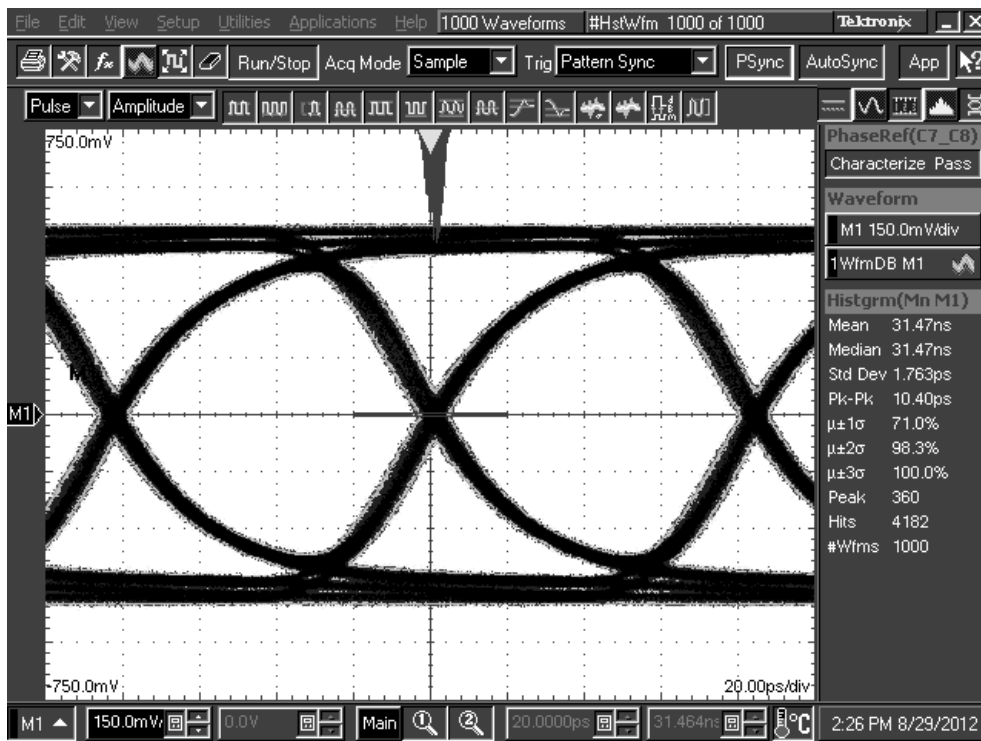 File Edit View Setup Utilities Applications Help 1000 Waveforms #HstWfm 1000 of 1000 Tektronix
Run/Stop Acq Mode Sample Trig Pattern Sync PSync AutoSync App
Pulse Amplitude
750.0mV
PhaseRef(C7_C8)
Characterize Pass
Waveform
M1 150.0mV/div
1 WfmDB M1
Histgrm(Mn M1)
Mean 31.47ns
Median 31.47ns
Std Dev 1.763ps
Pk-Pk 10.40ps
µ±1σ 71.0%
µ±2σ 98.3%
µ±3σ 100.0%
Peak 360
Hits 4182
#Wfms 1000
M1
-750.0mV 20.00ps/div
M1 150.0mV/ 0.0V Main 1 2 20.0000ps 31.464ns °C 2:26 PM 8/29/2012